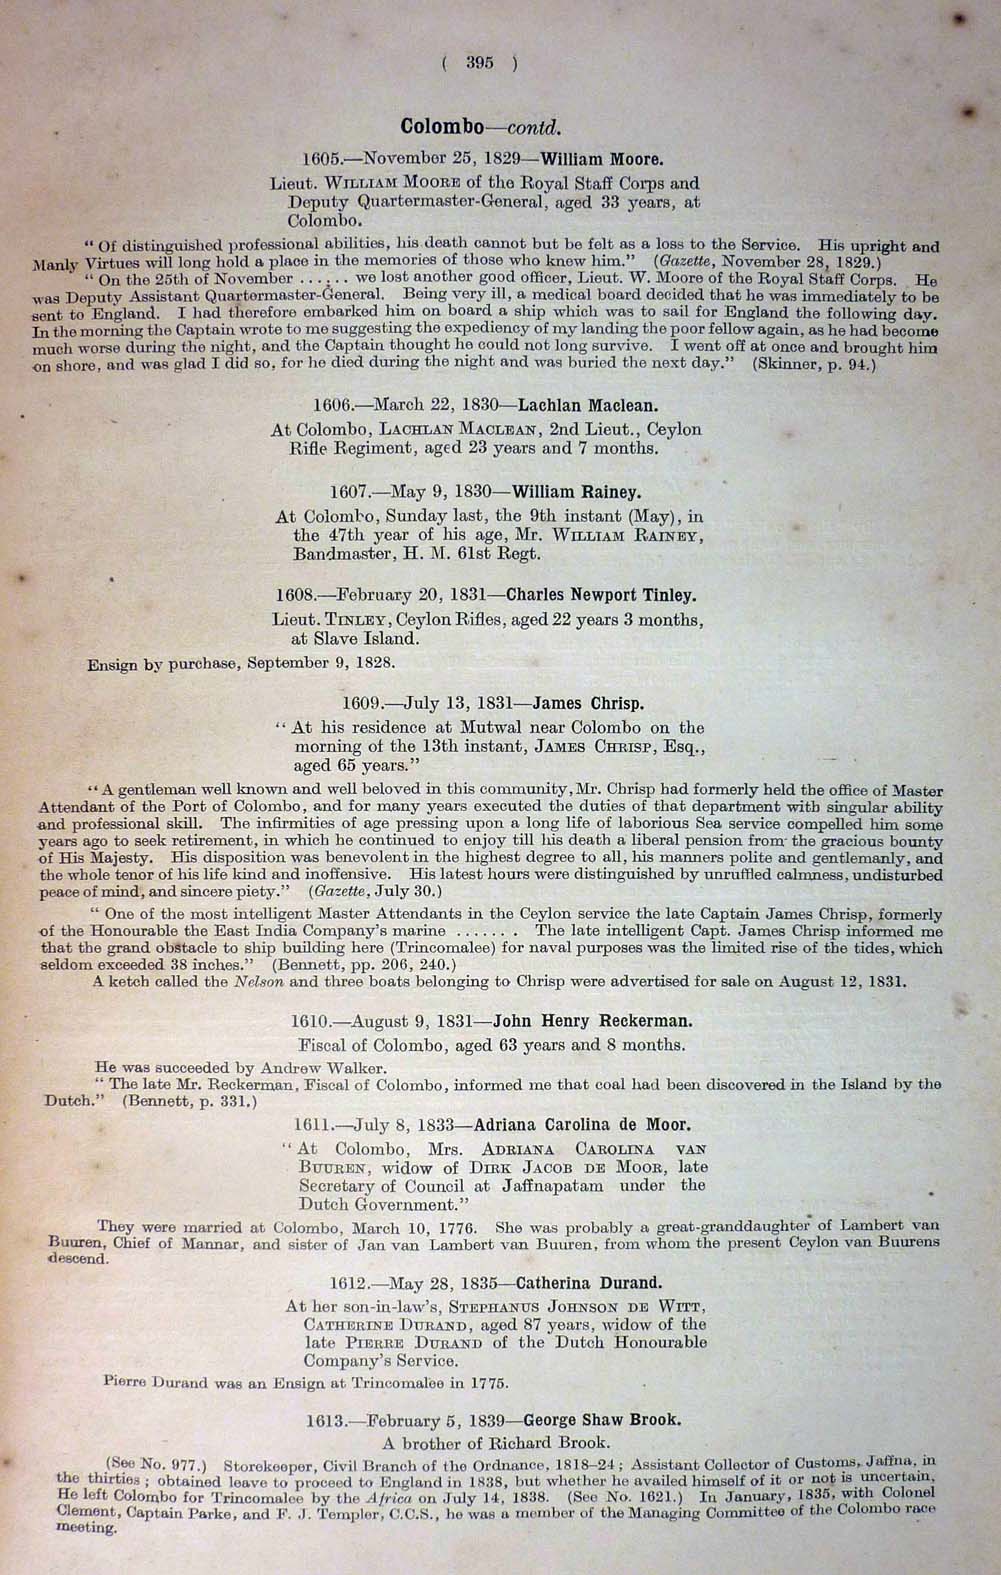 ( 395 )
Colombo—contd.
1605.—November 25, 1829—William Moore.
Lieut. WILLIAM MOORE of the Royal Staff Corps and
Deputy Quartermaster-General, aged 33 years, at
Colombo.
“ Of distinguished professional abilities, his death cannot but be felt as a loss to the Service. His upright and
Manly Virtues will long hold a place in the memories of those who knew him.” (Gazette, November 28, 1829.)
“ On the 25th of November . . . . . . we lost another good officer, Lieut. W. Moore of the Royal Staff Corps. He
was Deputy Assistant Quartermaster-General. Being very ill, a medical board decided that he was immediately to be
sent to England. I had therefore embarked him on board a ship which was to sail for England the following day.
In the morning the Captain wrote to me suggesting the expediency of my landing the poor fellow again, as he had become
much worse during the night, and the Captain thought he could not long survive. I went off at once and brought him
on shore, and was glad I did so, for he died during the night and was buried the next day.” (Skinner, p. 94.)
1606.—March 22, 1830—Lachlan Maclean.
At Colombo, LACHLAN MACLEAN, 2nd Lieut., Ceylon
Rifle Regiment, aged 23 years and 7 months.
1607.—May 9, 1830—William Rainey.
At Colombo, Sunday last, the 9th instant (May), in
the 47th year of his age, Mr. WILLIAM RAINEY,
Bandmaster, H. M. 61st Regt.
1608.—February 20, 1831—Charles Newport Tinley.
Lieut. TINLEY, Ceylon Rifles, aged 22 years 3 months,
at Slave Island.
Ensign by purchase, September 9, 1828.
1609.—July 13, 1831—James Chrisp.
“ At his residence at Mutwal near Colombo on the
morning of the 13th instant, JAMES CHRISP, Esq.,
aged 65 years.”
“ A gentleman well known and well beloved in this community, Mr. Chrisp had formerly held the office of Master
Attendant of the Port of Colombo, and for many years executed the duties of that department with singular ability
and professional skill. The infirmities of age pressing upon a long life of laborious Sea service compelled him some
years ago to seek retirement, in which he continued to enjoy till his death a liberal pension from the gracious bounty
of His Majesty. His disposition was benevolent in the highest degree to all, his manners polite and gentlemanly, and
the whole tenor of his life kind and inoffensive. His latest hours were distinguished by unruffled calmness, undisturbed
peace of mind, and sincere piety.” (Gazette, July 30.)
“ One of the most intelligent Master Attendants in the Ceylon service the late Captain James Chrisp, formerly
of the Honourable the East India Company’s marine . . . . . . . The late intelligent Capt. James Chrisp informed me
that the grand obstacle to ship building here (Trincomalee) for naval purposes was the limited rise of the tides, which
seldom exceeded 38 inches.” (Bennett, pp. 206, 240.)
A ketch called the Nelson and three boats belonging to Chrisp were advertised for sale on August 12, 1831.
1610.—August 9, 1831—John Henry Reckerman.
Fiscal of Colombo, aged 63 years and 8 months.
He was succeeded by Andrew Walker.
“ The late Mr. Reckerman, Fiscal of Colombo, informed me that coal had been discovered in the Island by the
Dutch.” (Bennett, p. 331.)
1611.—July 8, 1833—Adriana Carolina de Moor.
“ At Colombo, Mrs. ADRIANA CAROLINA VAN
BUUREN, widow of DIRK JACOB DE MOOR, late
Secretary of Council at Jaffnapatam under the
Dutch Government.”
They were married at Colombo, March 10, 1776. She was probably a great-granddaughter of Lambert van
Buuren, Chief of Mannar, and sister of Jan van Lambert van Buuren, from whom the present Ceylon van Buurens
descend.
1612.—May 28, 1835—Catherina Durand.
At her son-in-law’s, STEPHANUS JOHNSON DE WITT,
CATHERINE DURAND, aged 87 years, widow of the
late PIERRE DURAND of the Dutch Honourable
Company’s Service.
Pierre Durand was an Ensign at Trincomalee in 1775.
1613.—February 5, 1839—George Shaw Brook.
A brother of Richard Brook.
(See No. 977.) Storekeeper, Civil Branch of the Ordnance, 1818–24 ; Assistant Collector of Customs, Jaffna, in
the thirties ; obtained leave to proceed to England in 1838, but whether he availed himself of it or not is uncertain.
He left Colombo for Trincomalee by the Africa on July 14, 1838. (See No. 1621.) In January, 1835, with Colonel
Clement, Captain Parke, and F. J. Templer, C.C.S., he was a member of the Managing Committee of the Colombo race
meeting.